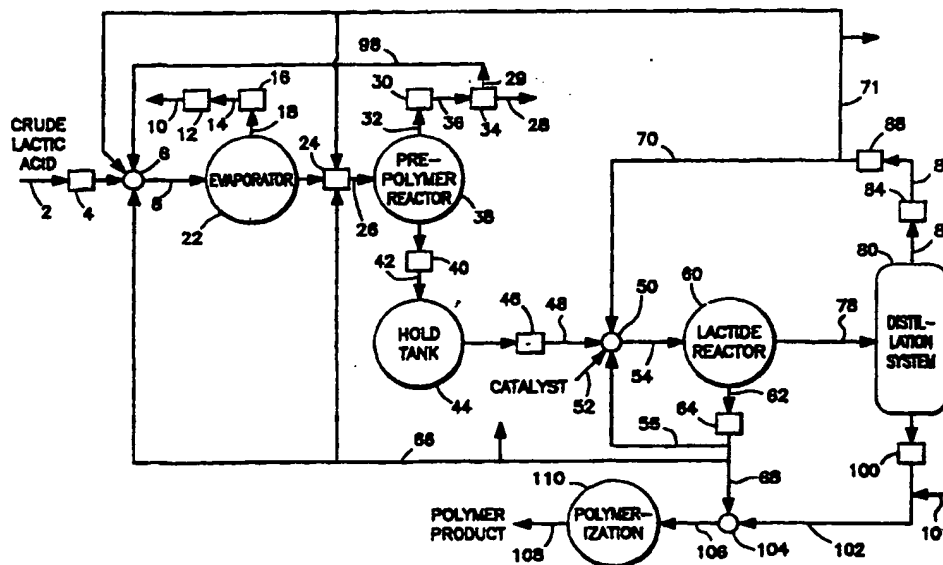 98
16
30
29
10
12
14
18
32
36
34
28
71
CRUDE
LACTIC
ACID
6
24
PRE-
POLYMER
REACTOR
70
88
84
80
2
4
EVAPORATOR
22
26
38
42
40
60
46
48
50
78
HOLD
TANK
LACTIDE
REACTOR
DISTIL-
LATION
SYSTEM
CATALYST
54
62
44
52
64
66
100
110
68
POLYMER
PRODUCT
POLYMER-
IZATION
108
106
104
102